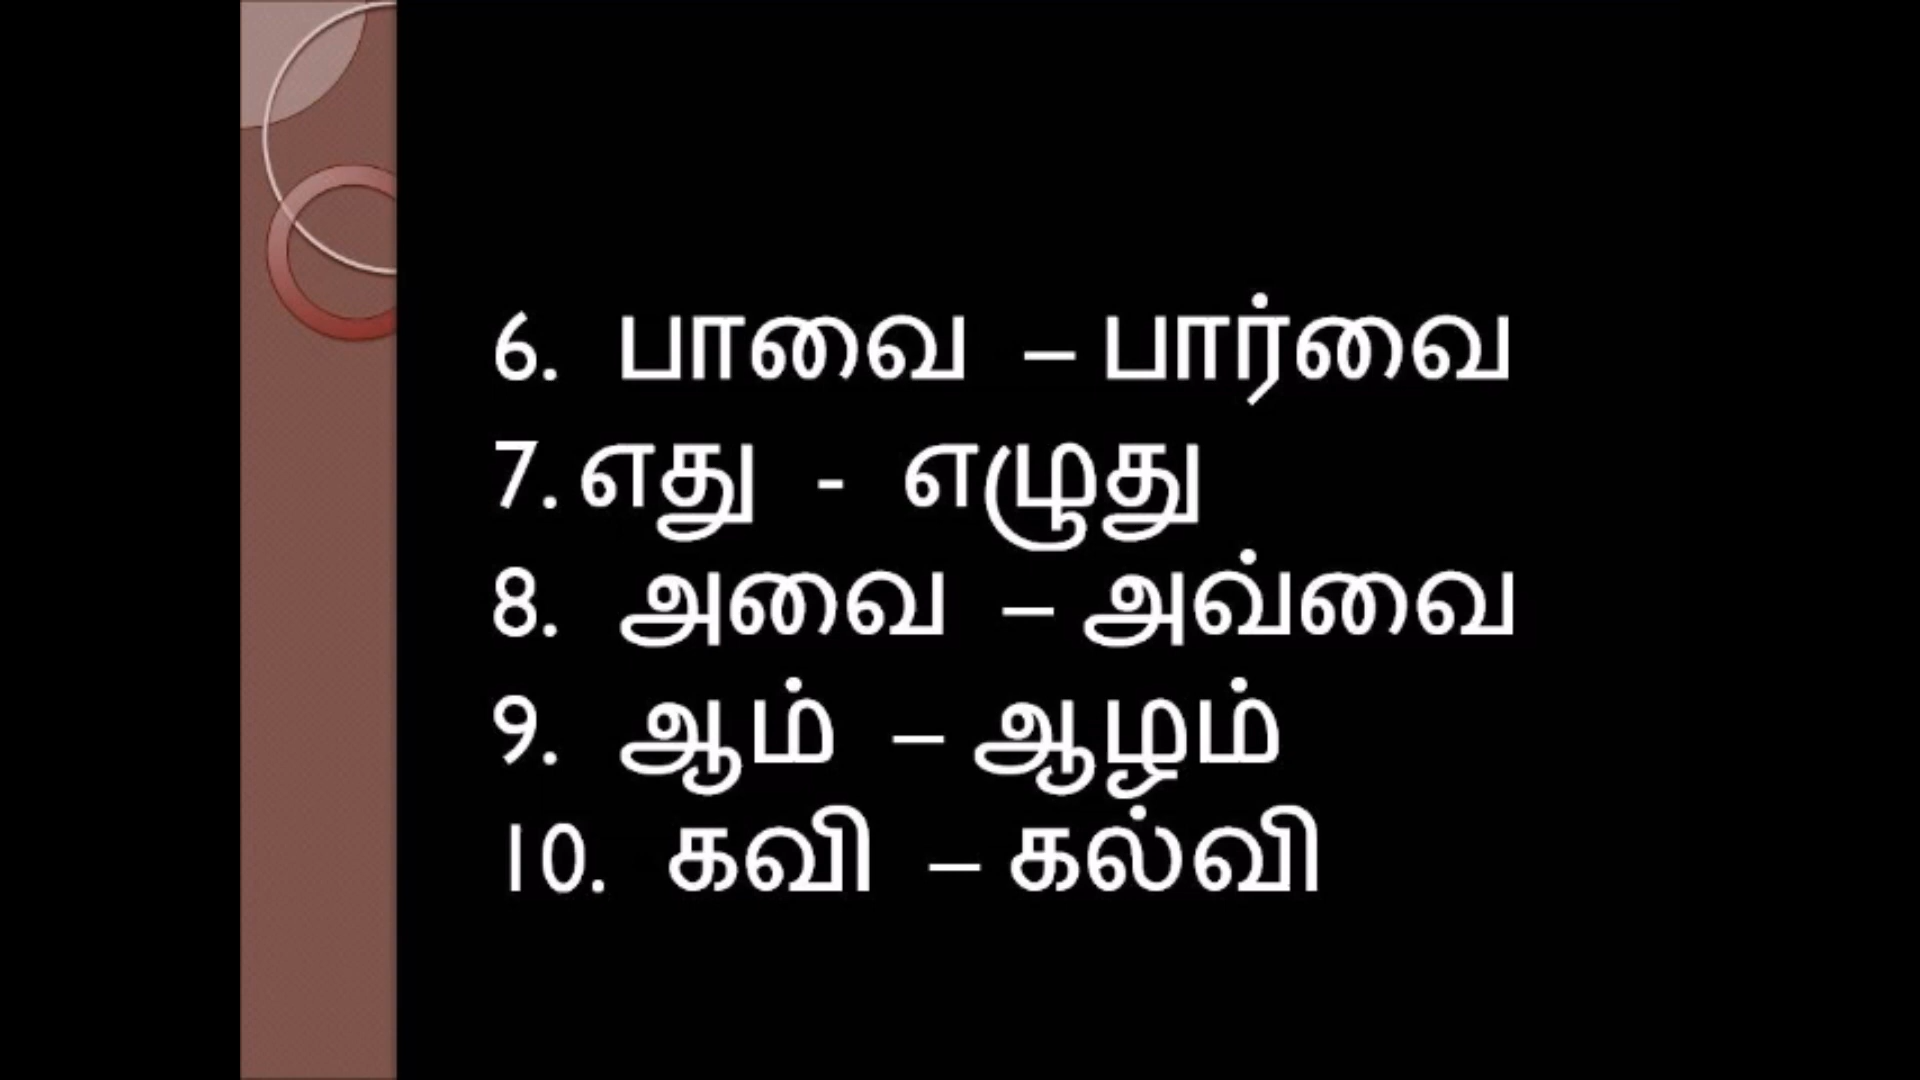 6. பாவை – பார்வை
7. எது - எழுது
8. அவை – அவ்வை
9. ஆம் – ஆழம்
10. கவி – கல்வி